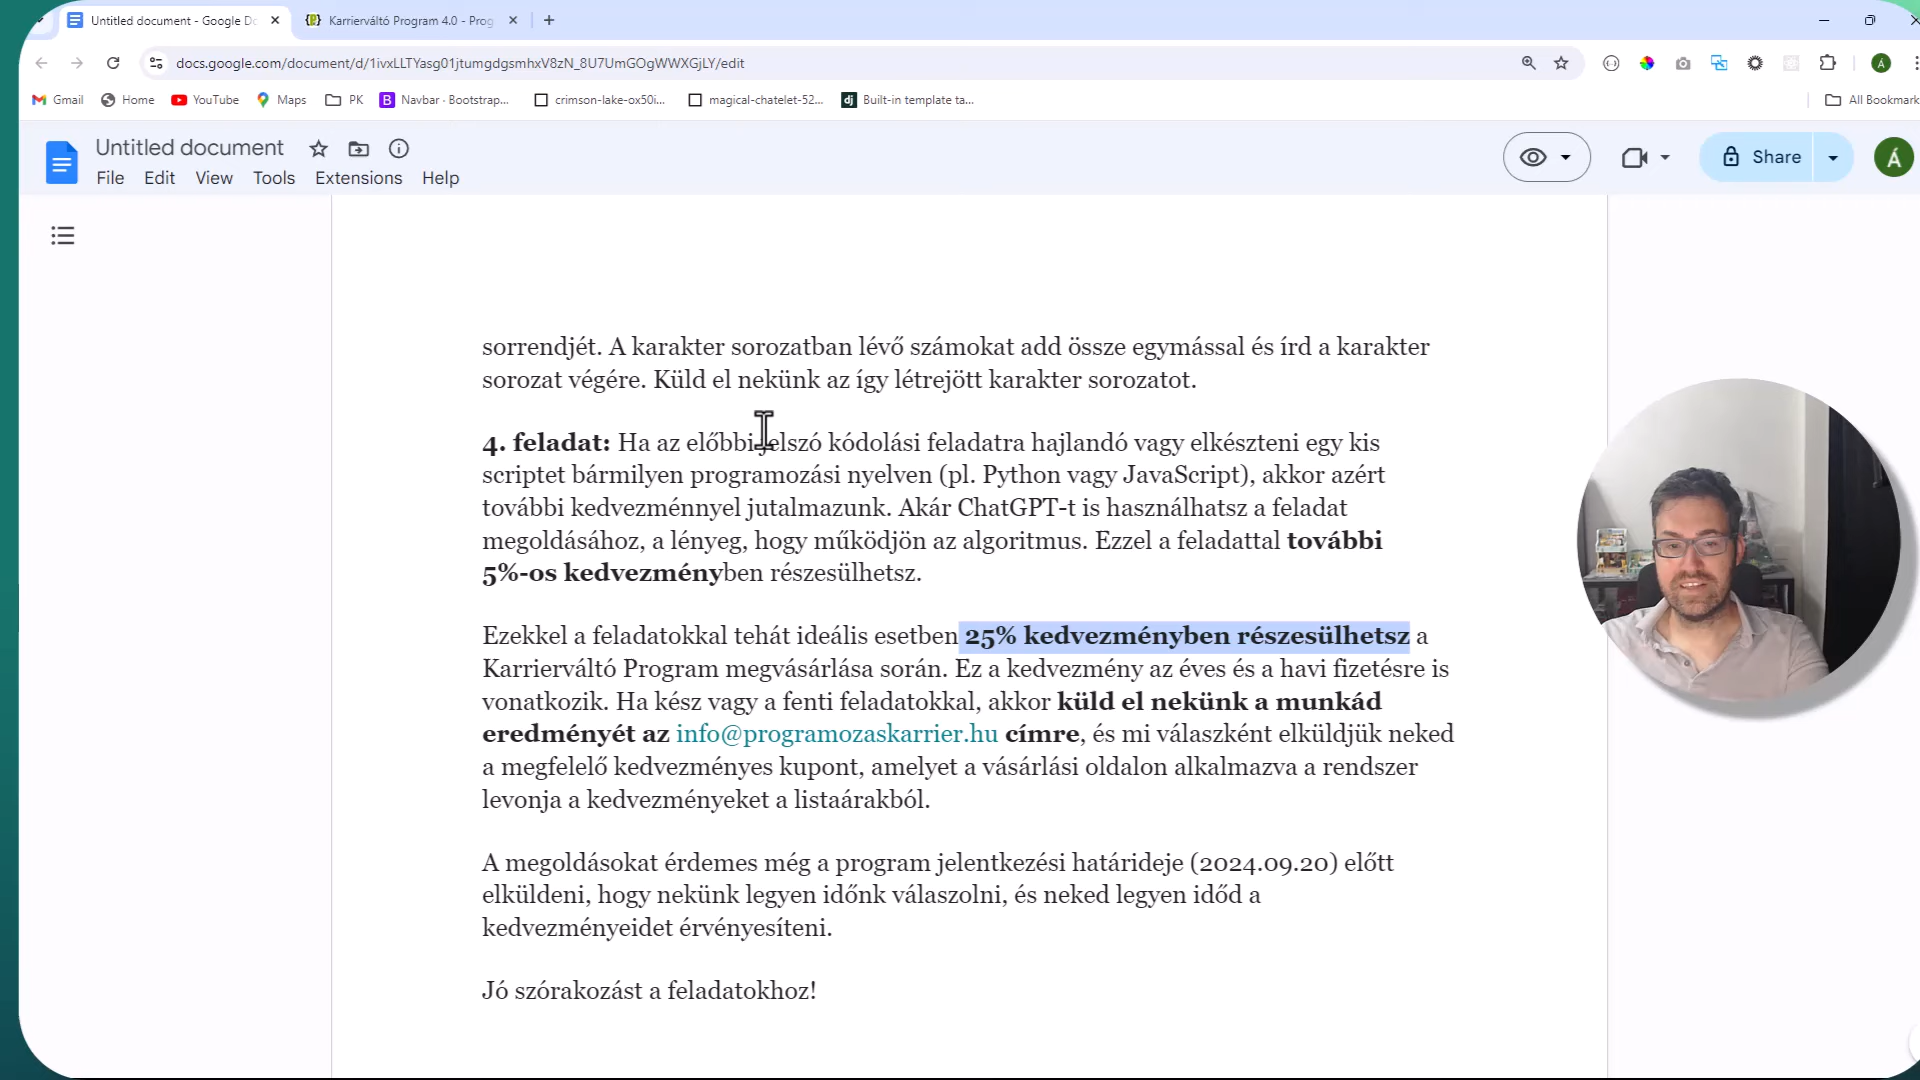 Untitled document - Google Do
Karrierváltó Program 4.0 - Prog
docs.google.com/document/d/1ivxLLTYasg01jtumgdgsmhxV8zN_8U7UmGOgWWXGjLY/edit
Á
Gmail
Home
YouTube
Maps
PK
B
Navbar · Bootstrap...
crimson-lake-ox50i...
magical-chatelet-52...
dj
Built-in template ta...
All Bookmark
Untitled document
File Edit View Tools Extensions Help
Share
Á
sorrendjét. A karakter sorozatban lévő számokat add össze egymással és írd a karakter
sorozat végére. Küld el nekünk az így létrejött karakter sorozatot.
4. feladat: Ha az előbbi jelszó kódolási feladatra hajlandó vagy elkészteni egy kis
scriptet bármilyen programozási nyelven (pl. Python vagy JavaScript), akkor azért
további kedvezménnyel jutalmazunk. Akár ChatGPT-t is használhatsz a feladat
megoldásához, a lényeg, hogy működjön az algoritmus. Ezzel a feladattal további
5%-os kedvezményben részesülhetsz.
Ezekkel a feladatokkal tehát ideális esetben 25% kedvezményben részesülhetsz a
Karrierváltó Program megvásárlása során. Ez a kedvezmény az éves és a havi fizetésre is
vonatkozik. Ha kész vagy a fenti feladatokkal, akkor küld el nekünk a munkád
eredményét az info@programozaskarrier.hu címre, és mi válaszként elküldjük neked
a megfelelő kedvezményes kupont, amelyet a vásárlási oldalon alkalmazva a rendszer
levonja a kedvezményeket a listaárakból.
A megoldásokat érdemes még a program jelentkezési határideje (2024.09.20) előtt
elküldeni, hogy nekünk legyen időnk válaszolni, és neked legyen időd a
kedvezményeidet érvényesíteni.
Jó szórakozást a feladatokhoz!